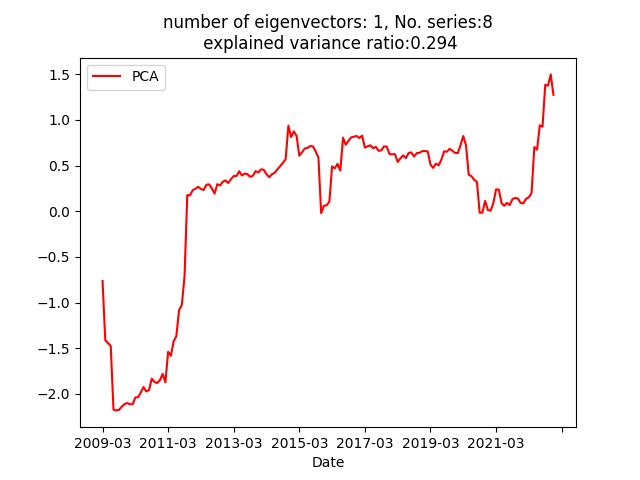 number of eigenvectors: 1, No. series:8
explained variance ratio:0.294
PCA
1.5
1.0
0.5
0.0
−0.5
−1.0
−1.5
−2.0
2009-03 2011-03 2013-03 2015-03 2017-03 2019-03 2021-03
Date